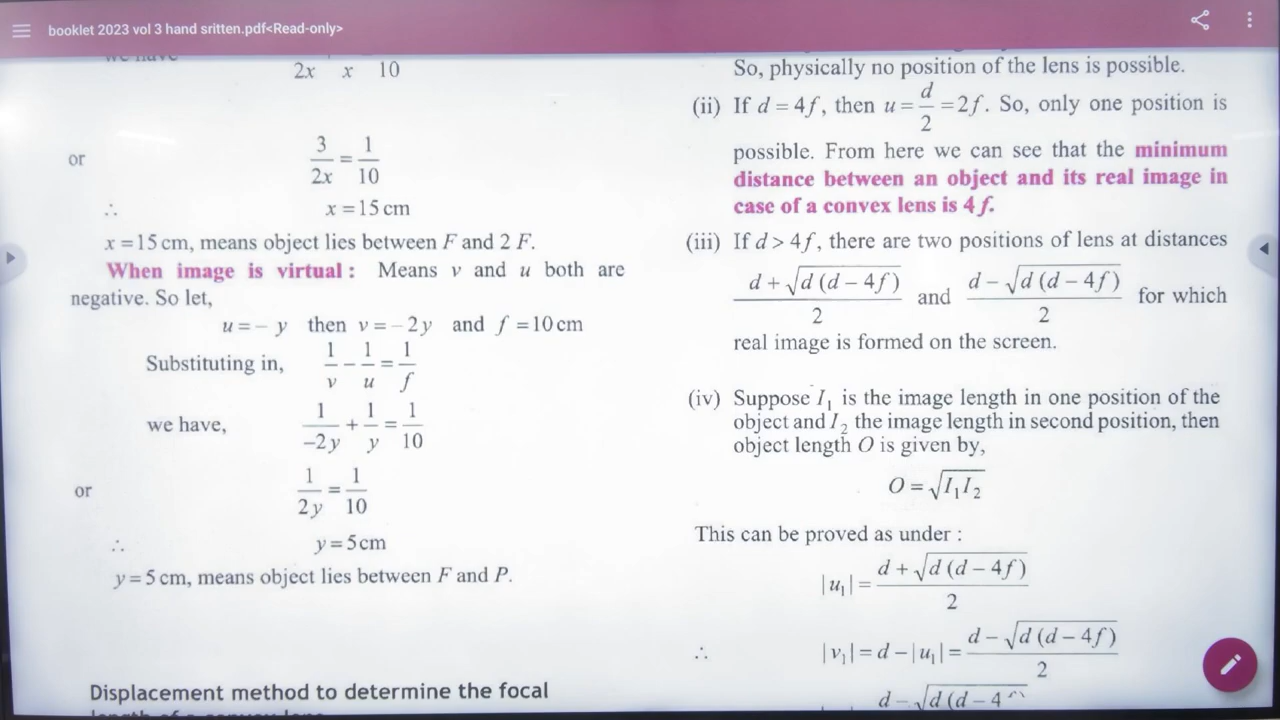 booklet 2023 vol 3 hand sritten.pdf<Read-only>
we have
2x x 10
or 3/2x = 1/10
∴ x = 15 cm
x = 15 cm, means object lies between F and 2 F.
When image is virtual : Means v and u both are
negative. So let,
u = − y then v = − 2y and f = 10 cm
Substituting in, 1/v − 1/u = 1/f
we have, 1/−2y + 1/y = 1/10
or 1/2y = 1/10
∴ y = 5 cm
y = 5 cm, means object lies between F and P.
Displacement method to determine the focal
length of a convex lens
So, physically no position of the lens is possible.
(ii) If d = 4f, then u = d/2 = 2f. So, only one position is
possible. From here we can see that the minimum
distance between an object and its real image in
case of a convex lens is 4 f.
(iii) If d > 4f, there are two positions of lens at distances
d + √d (d − 4f)/2 and d − √d (d − 4f)/2 for which
real image is formed on the screen.
(iv) Suppose I₁ is the image length in one position of the
object and I₂ the image length in second position, then
object length O is given by,
O = √I₁I₂
This can be proved as under :
|u₁| = d + √d (d − 4f)/2
∴ |v₁| = d − |u₁| = d − √d (d − 4f)/2
d − √d (d − 4